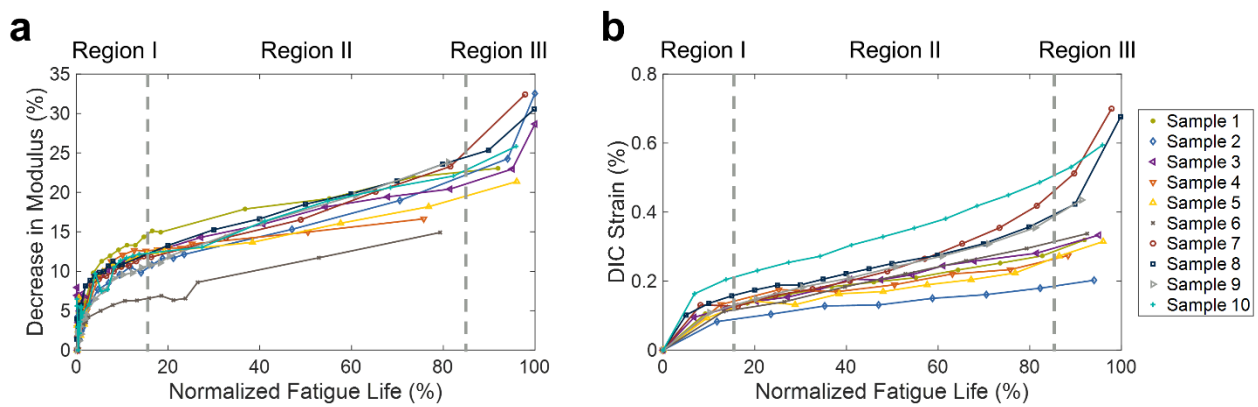 a
Region I
Region II
Region III
35
30
25
20
15
10
5
0
Decrease in Modulus (%)
0
20
40
60
80
100
Normalized Fatigue Life (%)
b
Region I
Region II
Region III
0.8
0.6
0.4
0.2
0
DIC Strain (%)
0
20
40
60
80
100
Normalized Fatigue Life (%)
Sample 1
Sample 2
Sample 3
Sample 4
Sample 5
Sample 6
Sample 7
Sample 8
Sample 9
Sample 10